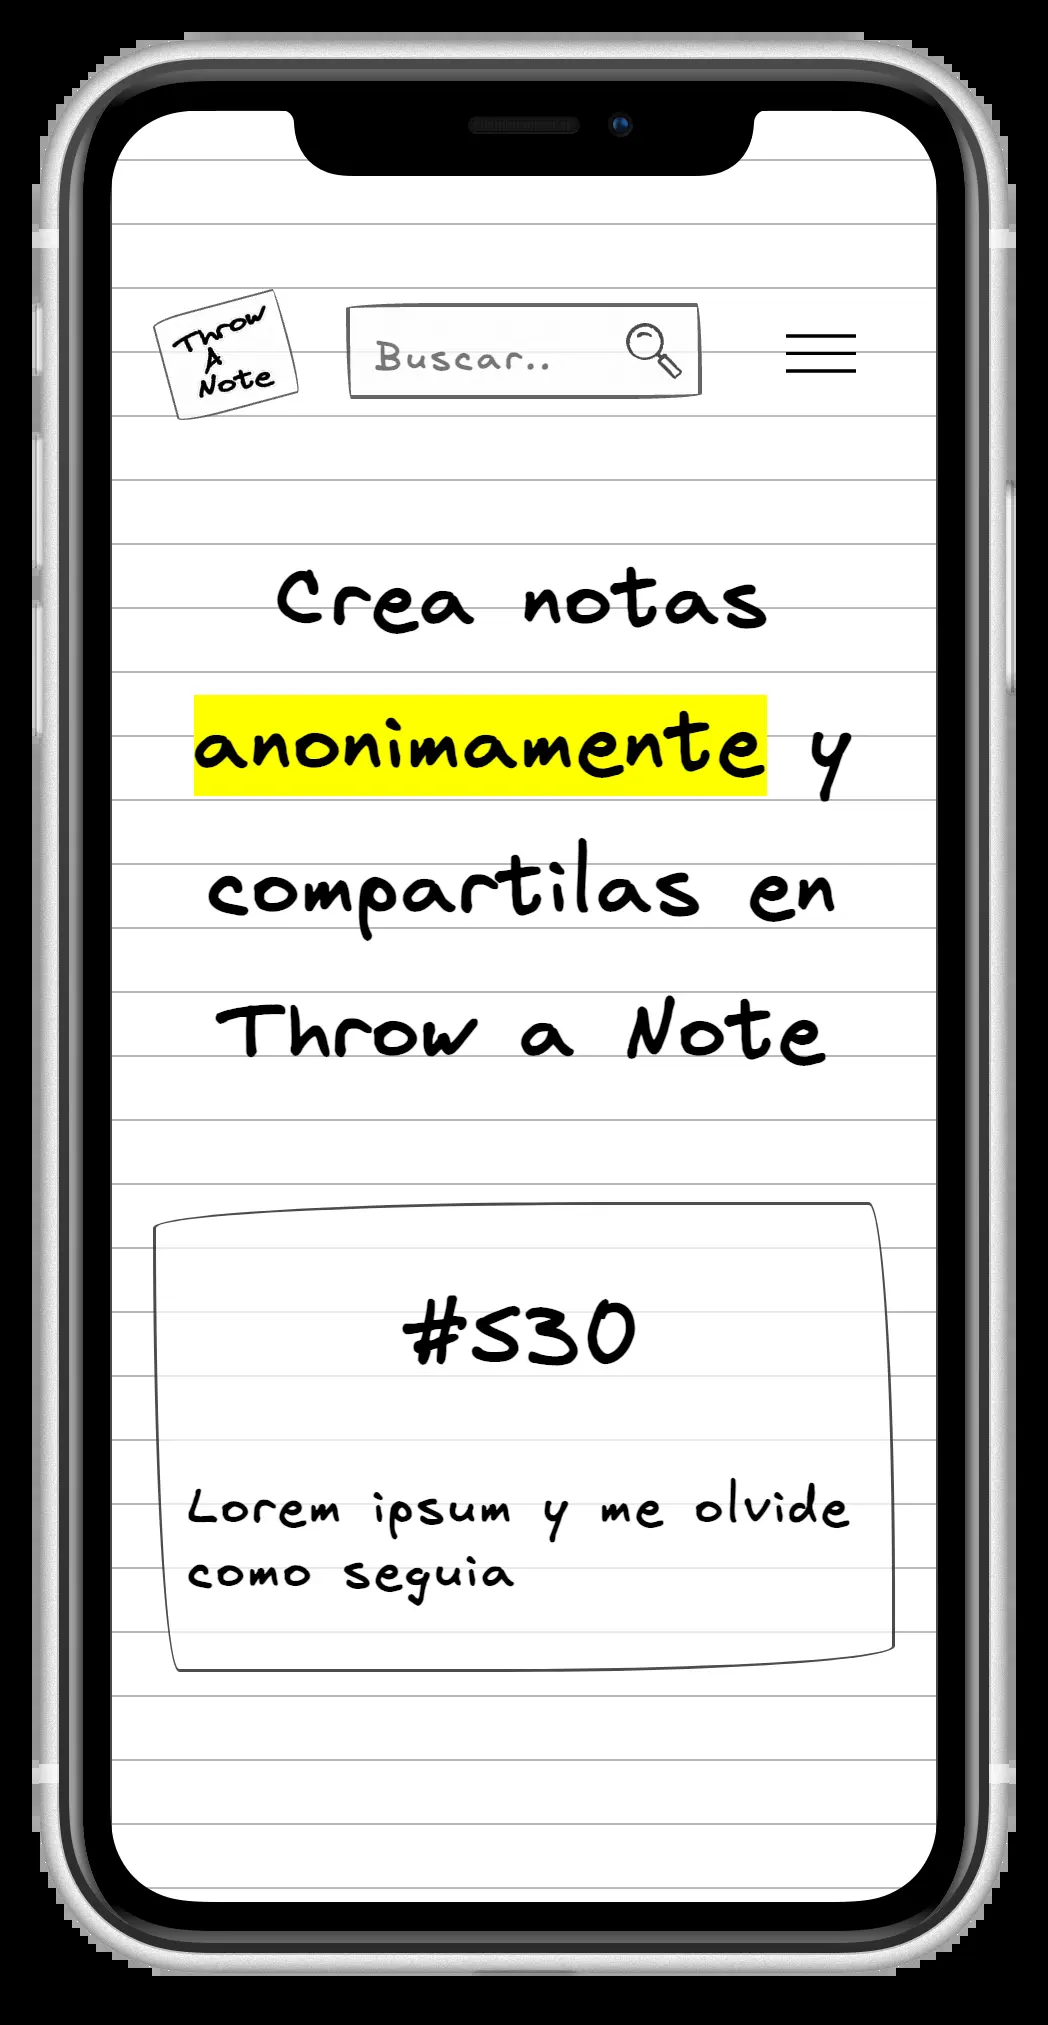 Throw
A
Note
Buscar..
Crea notas
anonimamente y
compartilas en
Throw a Note
#530
Lorem ipsum y me olvide
como seguia